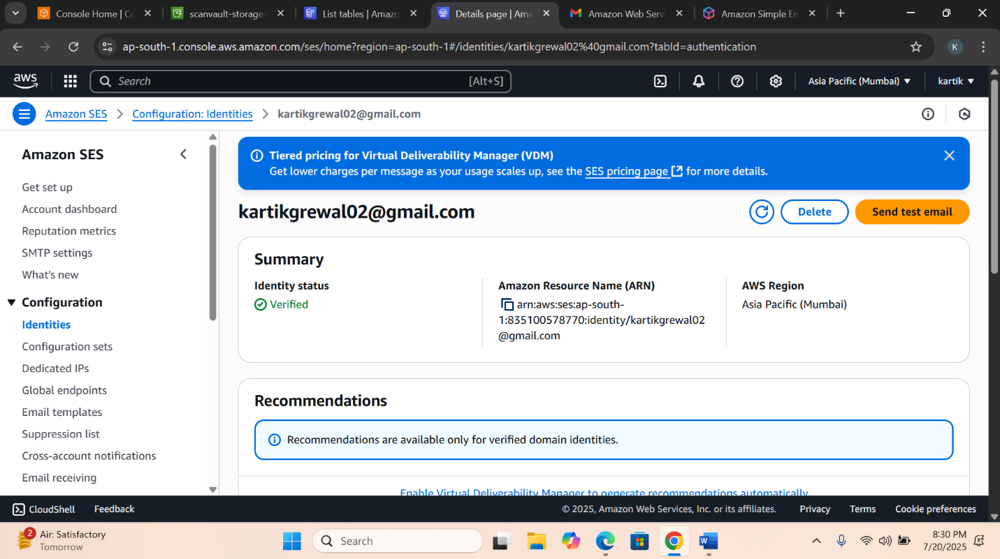 Console Home | Co
scanvault-storage-
List tables | Amazo
Details page | Ama
Amazon Web Servi
Amazon Simple Em
ap-south-1.console.aws.amazon.com/ses/home?region=ap-south-1#/identities/kartikgrewal02%40gmail.com?tabId=authentication
K
aws
Search
[Alt+S]
Asia Pacific (Mumbai)
kartik
Amazon SES
Configuration: Identities
kartikgrewal02@gmail.com
Amazon SES
Get set up
Account dashboard
Reputation metrics
SMTP settings
What's new
Configuration
Identities
Configuration sets
Dedicated IPs
Global endpoints
Email templates
Suppression list
Cross-account notifications
Email receiving
Tiered pricing for Virtual Deliverability Manager (VDM)
Get lower charges per message as your usage scales up, see the SES pricing page for more details.
kartikgrewal02@gmail.com
Delete
Send test email
Summary
Identity status
Verified
Amazon Resource Name (ARN)
arn:aws:ses:ap-south-
1:835100578770:identity/kartikgrewal02
@gmail.com
AWS Region
Asia Pacific (Mumbai)
Recommendations
Recommendations are available only for verified domain identities.
Enable Virtual Deliverability Manager to generate recommendations automatically
CloudShell
Feedback
© 2025, Amazon Web Services, Inc. or its affiliates.
Privacy
Terms
Cookie preferences
2
Air: Satisfactory
Tomorrow
Search
8:30 PM
7/20/2025